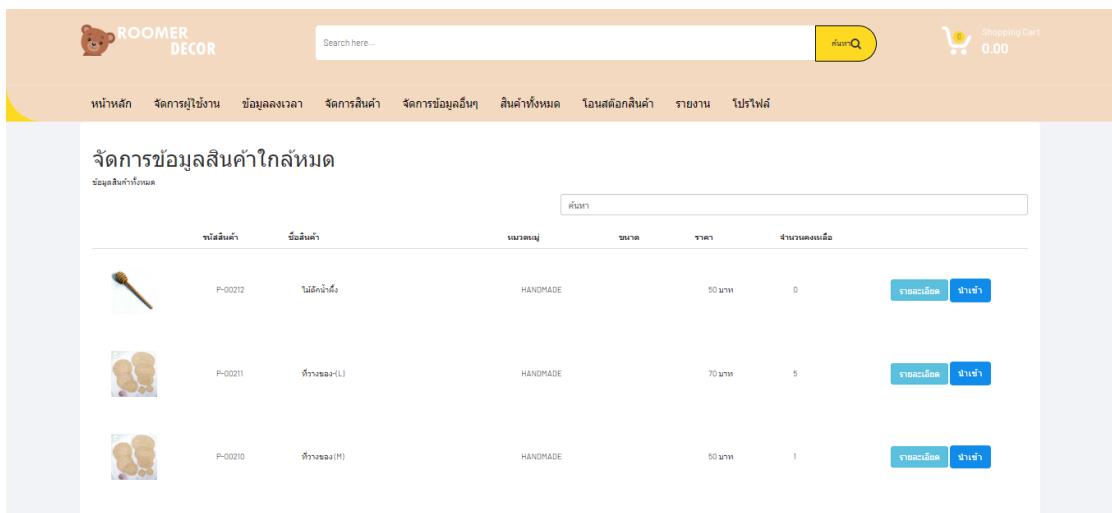 ROOMER
DECOR
Search here...
ค้นหา
0
Shopping Cart
0.00
หน้าหลัก จัดการผู้ใช้งาน ข้อมูลลงเวลา จัดการสินค้า จัดการข้อมูลอื่นๆ สินค้าทั้งหมด โอนสต๊อกสินค้า รายงาน โปรไฟล์
จัดการข้อมูลสินค้าใกล้หมด
ข้อมูลสินค้าทั้งหมด
ค้นหา
รหัสสินค้า ชื่อสินค้า หมวดหมู่ ขนาด ราคา จำนวนคงเหลือ
P-00212 ไม้ตักน้ำผึ้ง HANDMADE 50 บาท 0 รายละเอียด นำเข้า
P-00211 ที่วางของ-(L) HANDMADE 70 บาท 5 รายละเอียด นำเข้า
P-00210 ที่วางของ(M) HANDMADE 50 บาท 1 รายละเอียด นำเข้า